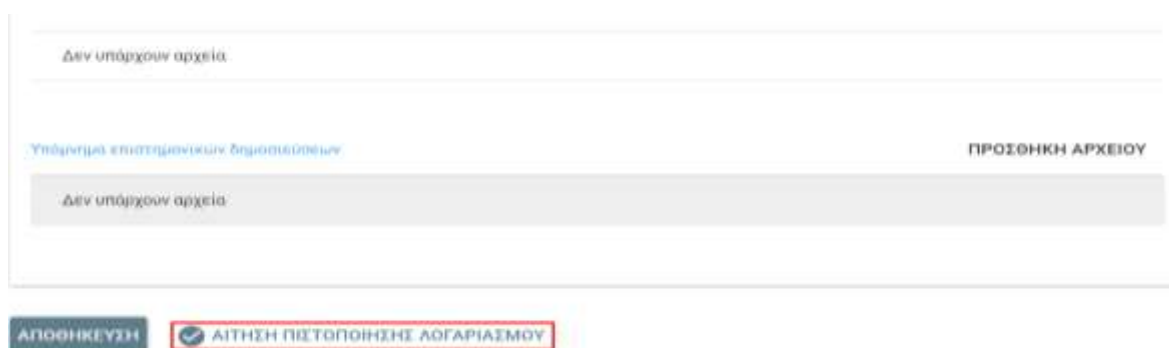 Δεν υπάρχουν αρχεία
Υπόμνημα επιστημονικών δημοσιεύσεων
ΠΡΟΣΘΗΚΗ ΑΡΧΕΙΟΥ
Δεν υπάρχουν αρχεία
ΑΠΟΘΗΚΕΥΣΗ
ΑΙΤΗΣΗ ΠΙΣΤΟΠΟΙΗΣΗΣ ΛΟΓΑΡΙΑΣΜΟΥ